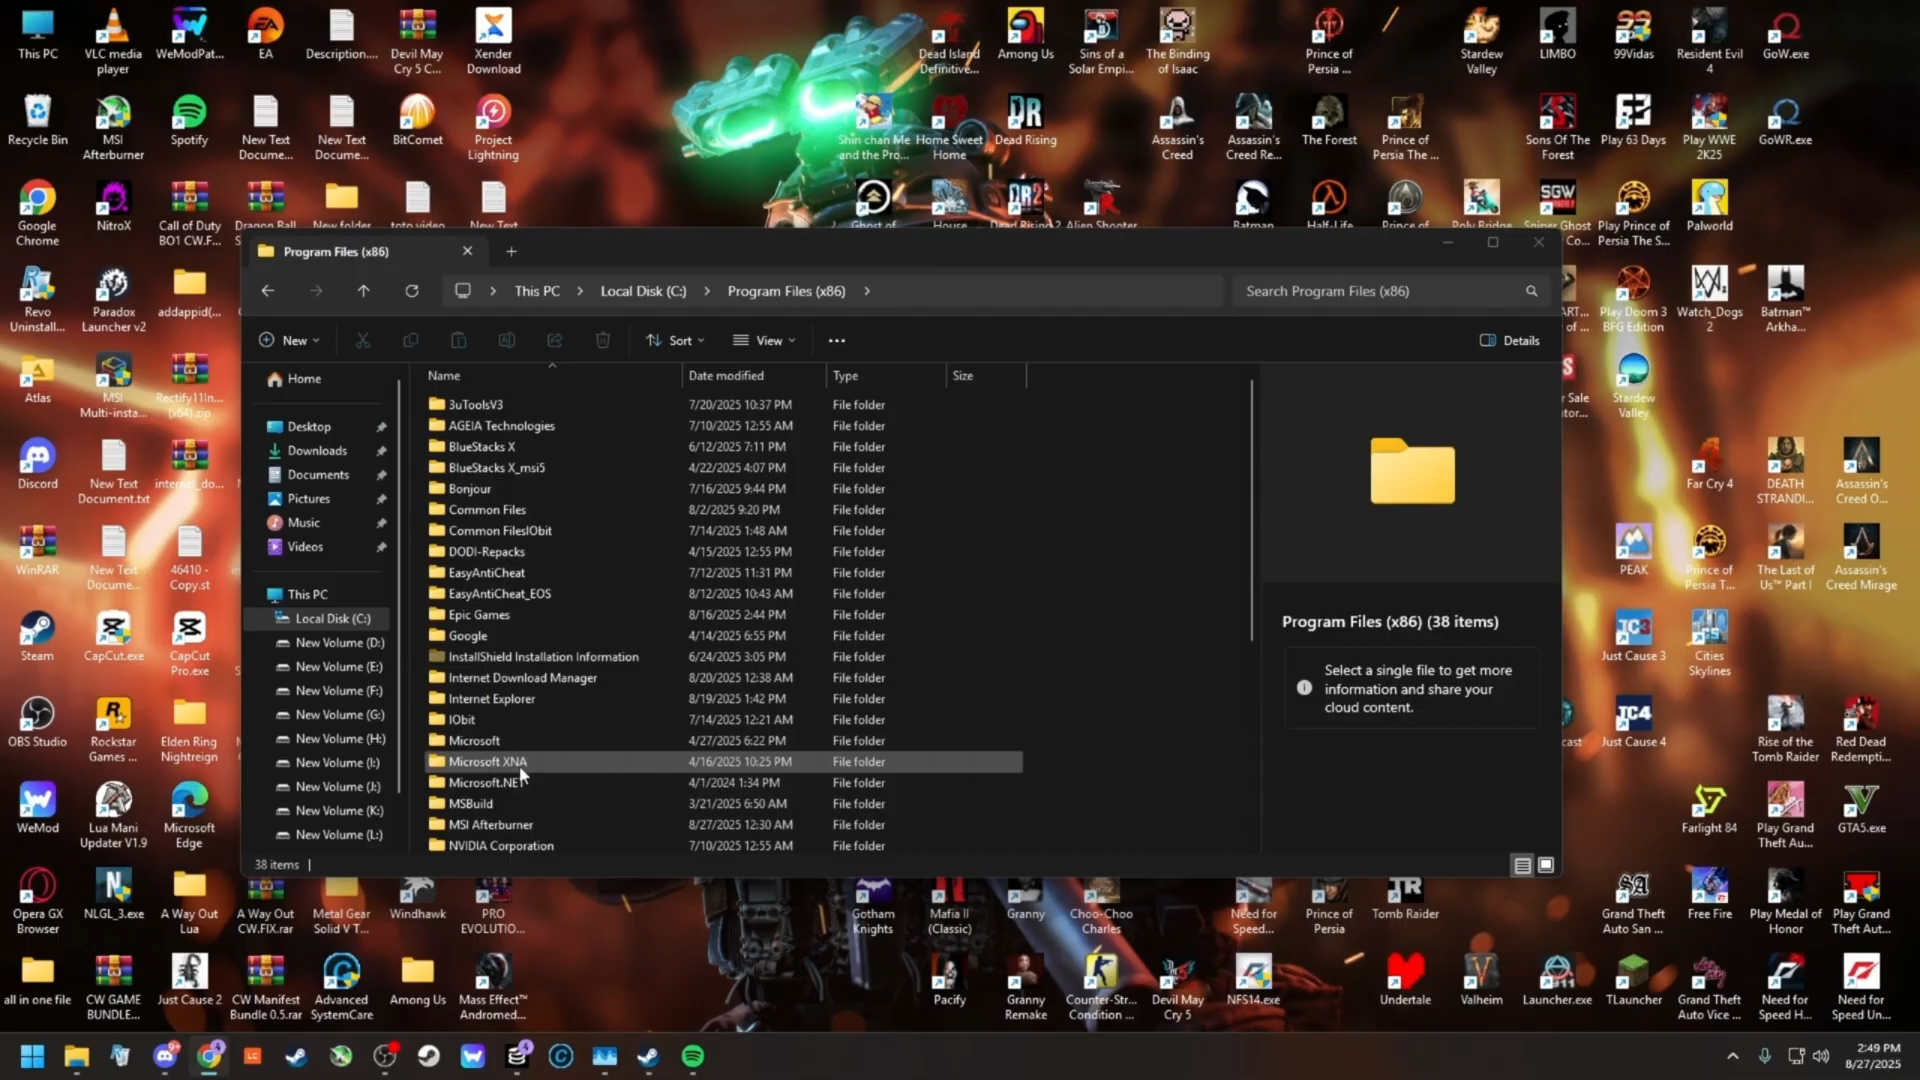 This PC
VLC media
player
WeModPat...
EA
Description....
Devil May
Cry 5 C...
Xender
Download
Dead Island
Definitive...
Among Us
Sins of a
Solar Empi...
The Binding
of Isaac
Prince of
Persia ...
Stardew
Valley
LIMBO
99Vidas
Resident Evil
4
GoW.exe
Recycle Bin
MSI
Afterburner
Spotify
New Text
Docume...
New Text
Docume...
BitComet
Project
Lightning
Shin chan Me
and the Pro...
Home Sweet
Home
Dead Rising
Assassin's
Creed
Assassin's
Creed Re...
The Forest
Prince of
Persia The ...
Sons Of The
Forest
Play 63 Days
Play WWE
2K25
GoWR.exe
Google
Chrome
NitroX
Call of Duty
BO1 CW.F...
Dragon Ball
New folder
toto video
New Text
Ghost of
House
Dead Rising 2
Alien Shooter
Batman
Half-Life
Prince of
Poly Bridge
Sniper Ghost
Co...
Play Prince of
Persia The S...
Palworld
Program Files (x86)
This PC
Local Disk (C:)
Program Files (x86)
Search Program Files (x86)
New
Sort
View
Details
Revo
Uninstall...
Paradox
Launcher v2
addappid(...
Play Doom 3
BFG Edition
Watch_Dogs
2
Batman™
Arkha...
Atlas
MSI
Multi-insta...
Rectify11In...
(x64).zip
Stardew
Valley
Discord
New Text
Document.txt
internet_do...
Far Cry 4
DEATH
STRANDI...
Assassin's
Creed O...
WinRAR
New Text
Docume...
46410 -
Copy.st
PEAK
Prince of
Persia T...
The Last of
Us™ Part I
Assassin's
Creed Mirage
Steam
CapCut.exe
CapCut
Pro.exe
Just Cause 3
Cities
Skylines
OBS Studio
Rockstar
Games ...
Elden Ring
Nightreign
Just Cause 4
Rise of the
Tomb Raider
Red Dead
Redempti...
WeMod
Lua Mani
Updater V1.9
Microsoft
Edge
Farlight 84
Play Grand
Theft Au...
GTA5.exe
Home
Desktop
Downloads
Documents
Pictures
Music
Videos
This PC
Local Disk (C:)
New Volume (D:)
New Volume (E:)
New Volume (F:)
New Volume (G:)
New Volume (H:)
New Volume (I:)
New Volume (J:)
New Volume (K:)
New Volume (L:)
Name Date modified Type Size
3uToolsV3 7/20/2025 10:37 PM File folder
AGEIA Technologies 7/10/2025 12:55 AM File folder
BlueStacks X 6/12/2025 7:11 PM File folder
BlueStacks X_msi5 4/22/2025 4:07 PM File folder
Bonjour 7/16/2025 9:44 PM File folder
Common Files 8/2/2025 9:20 PM File folder
Common FilesIObit 7/14/2025 1:48 AM File folder
DODI-Repacks 4/15/2025 12:55 PM File folder
EasyAntiCheat 7/12/2025 11:31 PM File folder
EasyAntiCheat_EOS 8/12/2025 10:43 AM File folder
Epic Games 8/16/2025 2:44 PM File folder
Google 4/14/2025 6:55 PM File folder
InstallShield Installation Information 6/24/2025 3:05 PM File folder
Internet Download Manager 8/20/2025 12:38 AM File folder
Internet Explorer 8/19/2025 1:42 PM File folder
IObit 7/14/2025 12:21 AM File folder
Microsoft 4/27/2025 6:22 PM File folder
Microsoft XNA 4/16/2025 10:25 PM File folder
Microsoft.NET 4/1/2024 1:34 PM File folder
MSBuild 3/21/2025 6:50 AM File folder
MSI Afterburner 8/27/2025 12:30 AM File folder
NVIDIA Corporation 7/10/2025 12:55 AM File folder
Program Files (x86) (38 items)
Select a single file to get more
information and share your
cloud content.
38 items
Opera GX
Browser
NLGL_3.exe
A Way Out
Lua
A Way Out
CW.FIX.rar
Metal Gear
Solid V T...
Windhawk
PRO
EVOLUTIO...
Gotham
Knights
Mafia II
(Classic)
Granny
Choo-Choo
Charles
Need for
Speed...
Prince of
Persia
Tomb Raider
Grand Theft
Auto San ...
Free Fire
Play Medal of
Honor
Play Grand
Theft Aut...
all in one file
CW GAME
BUNDLE...
Just Cause 2
CW Manifest
Bundle 0.5.rar
Advanced
SystemCare
Among Us
Mass Effect™
Andromed...
Pacify
Granny
Remake
Counter-Str...
Condition ...
Devil May
Cry 5
NFS14.exe
Undertale
Valheim
Launcher.exe
TLauncher
Grand Theft
Auto Vice ...
Need for
Speed H...
Need for
Speed Un...
2:49 PM
8/27/2025